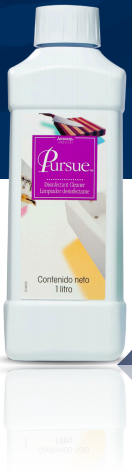 Pursue
Disinfectant Cleaner
Limpiador desinfectante
Contenido neto
1 litro